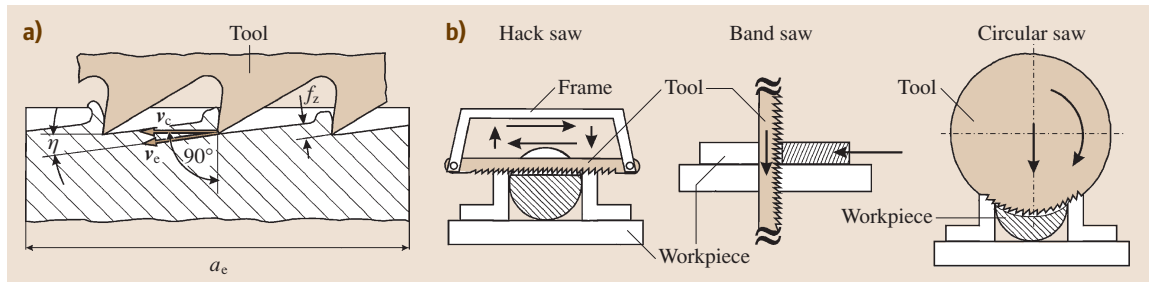 a)
Tool
f_z
v_c
η
v_e
90°
a_e
b)
Hack saw
Band saw
Circular saw
Frame
Tool
Tool
Workpiece
Workpiece